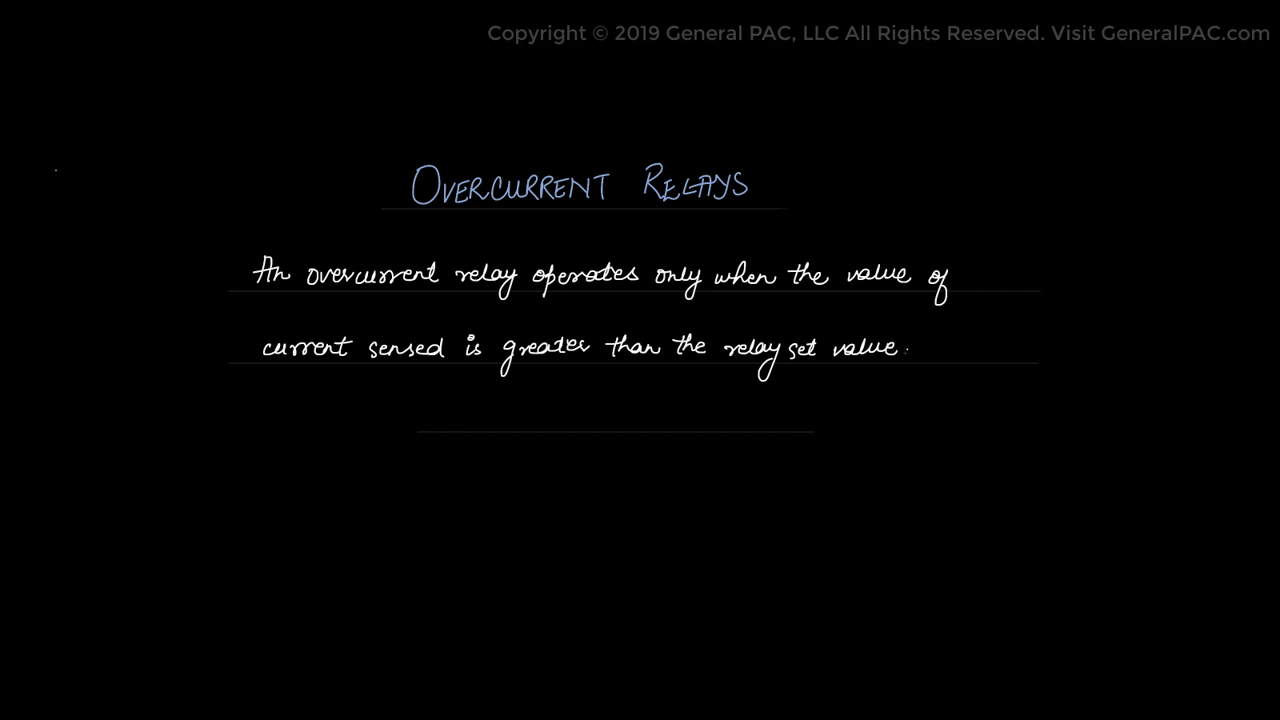 Copyright © 2019 General PAC, LLC All Rights Reserved. Visit GeneralPAC.com
OVERCURRENT RELAYS
An overcurrent relay operates only when the value of
current sensed is greater than the relay set value.